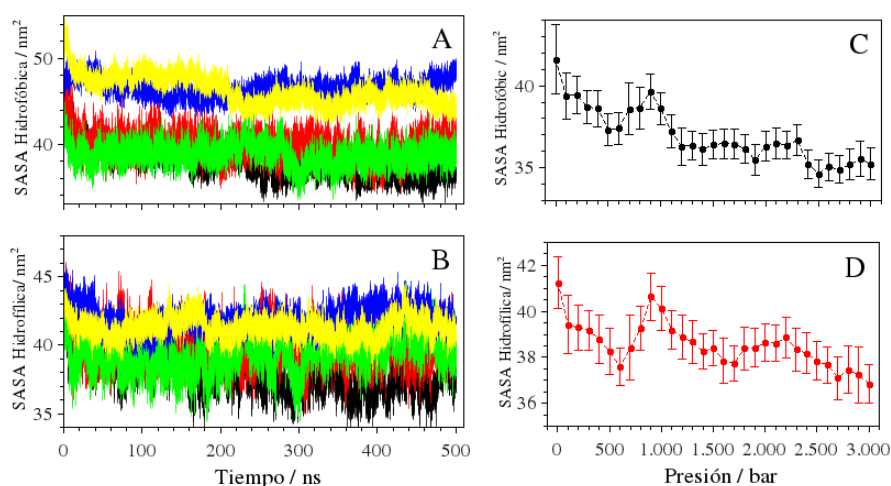 SASA Hidrofóbica / nm²
50
40
A
SASA Hidrofílica/ nm²
45
40
35
B
0
100
200
300
400
500
Tiempo / ns
SASA Hidrofóbic / nm²
40
35
C
SASA Hidrofílica/ nm²
42
40
38
36
D
0
500
1.000
1.500
2.000
2.500
3.000
Presión / bar